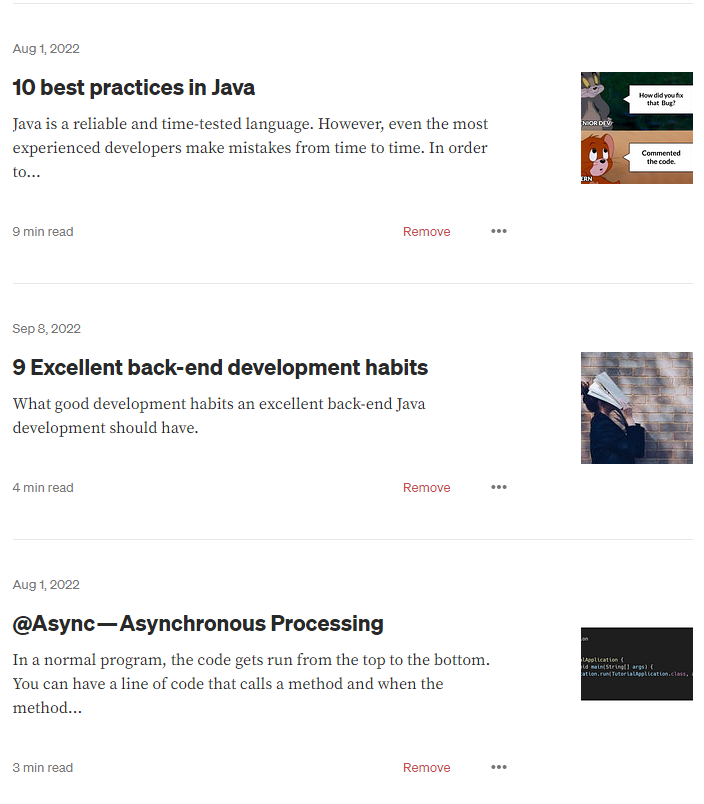 Aug 1, 2022
10 best practices in Java
Java is a reliable and time-tested language. However, even the most
experienced developers make mistakes from time to time. In order
to...
How did you fix
that Bug?
NIOR DEV
Commented
the code.
ERN
9 min read
Remove
Sep 8, 2022
9 Excellent back-end development habits
What good development habits an excellent back-end Java
development should have.
4 min read
Remove
Aug 1, 2022
@Async — Asynchronous Processing
In a normal program, the code gets run from the top to the bottom.
You can have a line of code that calls a method and when the
method...
ion
alApplication {
id main(String[] args) {
cation.run(TutorialApplication.class,
3 min read
Remove